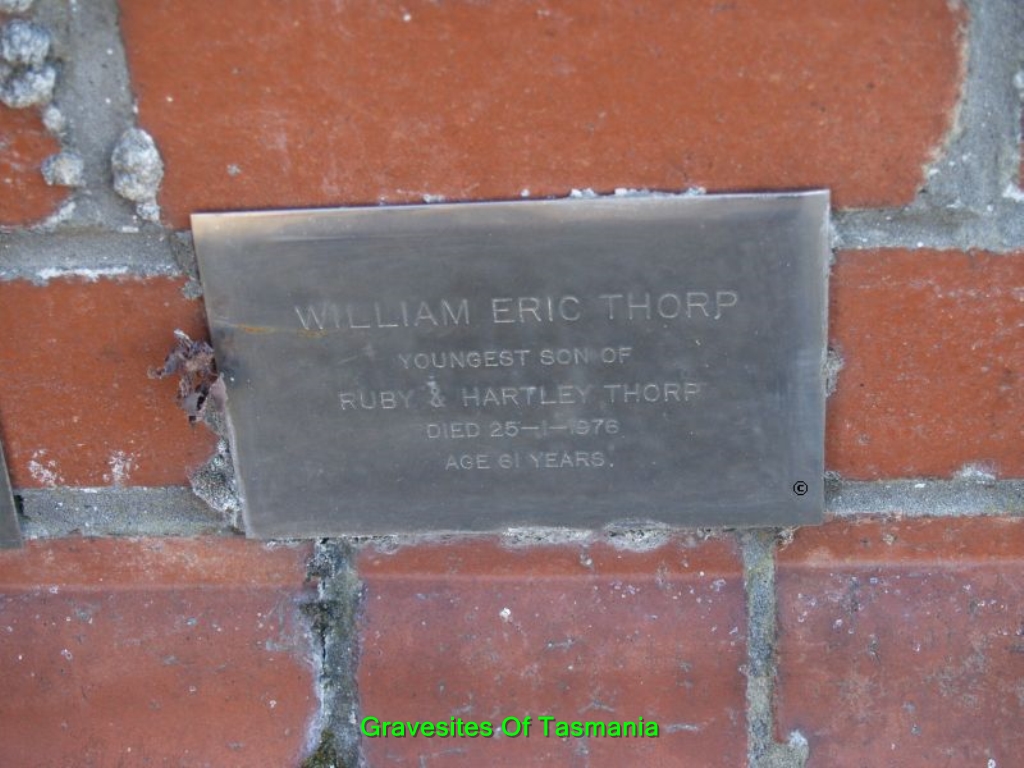 WILLIAM ERIC THORP
YOUNGEST SON OF
RUBY & HARTLEY THORP
DIED 25-1-1976
AGE 61 YEARS.
©
Gravesites Of Tasmania